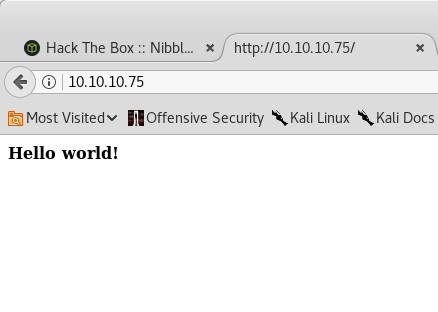 Hack The Box :: Nibbl...
http://10.10.10.75/
10.10.10.75
Most Visited
Offensive Security
Kali Linux
Kali Docs
Hello world!